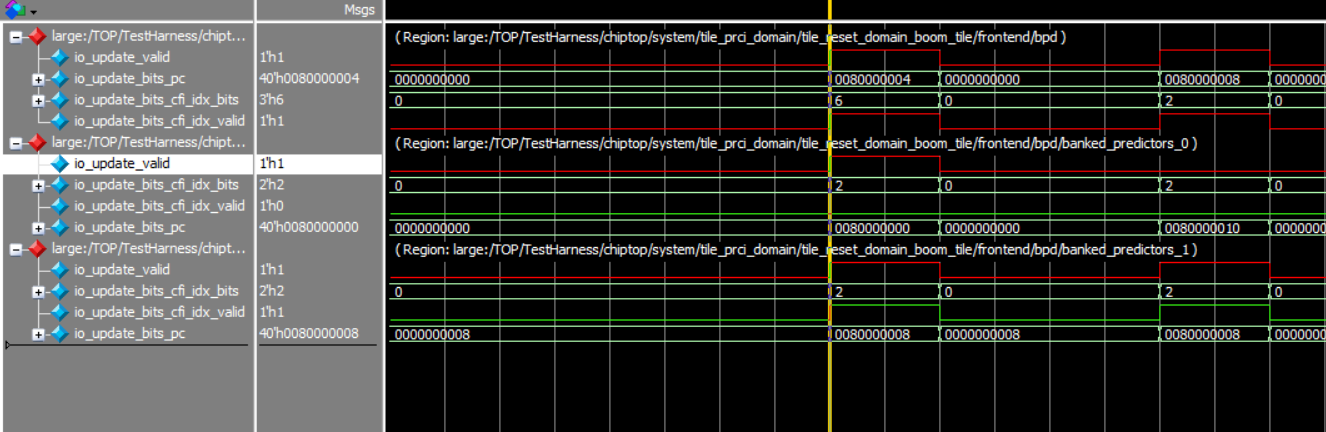 Msgs
large:/TOP/TestHarness/chipt... (Region: large:/TOP/TestHarness/chiptop/system/tile_prci_domain/tile_reset_domain_boom_tile/frontend/bpd )
io_update_valid 1'h1
io_update_bits_pc 40'h0080000004 0000000000 0080000004 0000000000 0080000008 0000000
io_update_bits_cfi_idx_bits 3'h6 0 6 0 2 0
io_update_bits_cfi_idx_valid 1'h1
large:/TOP/TestHarness/chipt... (Region: large:/TOP/TestHarness/chiptop/system/tile_prci_domain/tile_reset_domain_boom_tile/frontend/bpd/banked_predictors_0 )
io_update_valid 1'h1
io_update_bits_cfi_idx_bits 2'h2 0 2 0 2 0
io_update_bits_cfi_idx_valid 1'h0
io_update_bits_pc 40'h0080000000 0000000000 0080000000 0000000000 0080000010 0000000
large:/TOP/TestHarness/chipt... (Region: large:/TOP/TestHarness/chiptop/system/tile_prci_domain/tile_reset_domain_boom_tile/frontend/bpd/banked_predictors_1 )
io_update_valid 1'h1
io_update_bits_cfi_idx_bits 2'h2 0 2 0 2 0
io_update_bits_cfi_idx_valid 1'h1
io_update_bits_pc 40'h0080000008 0000000008 0080000008 0000000008 0080000008 0000000